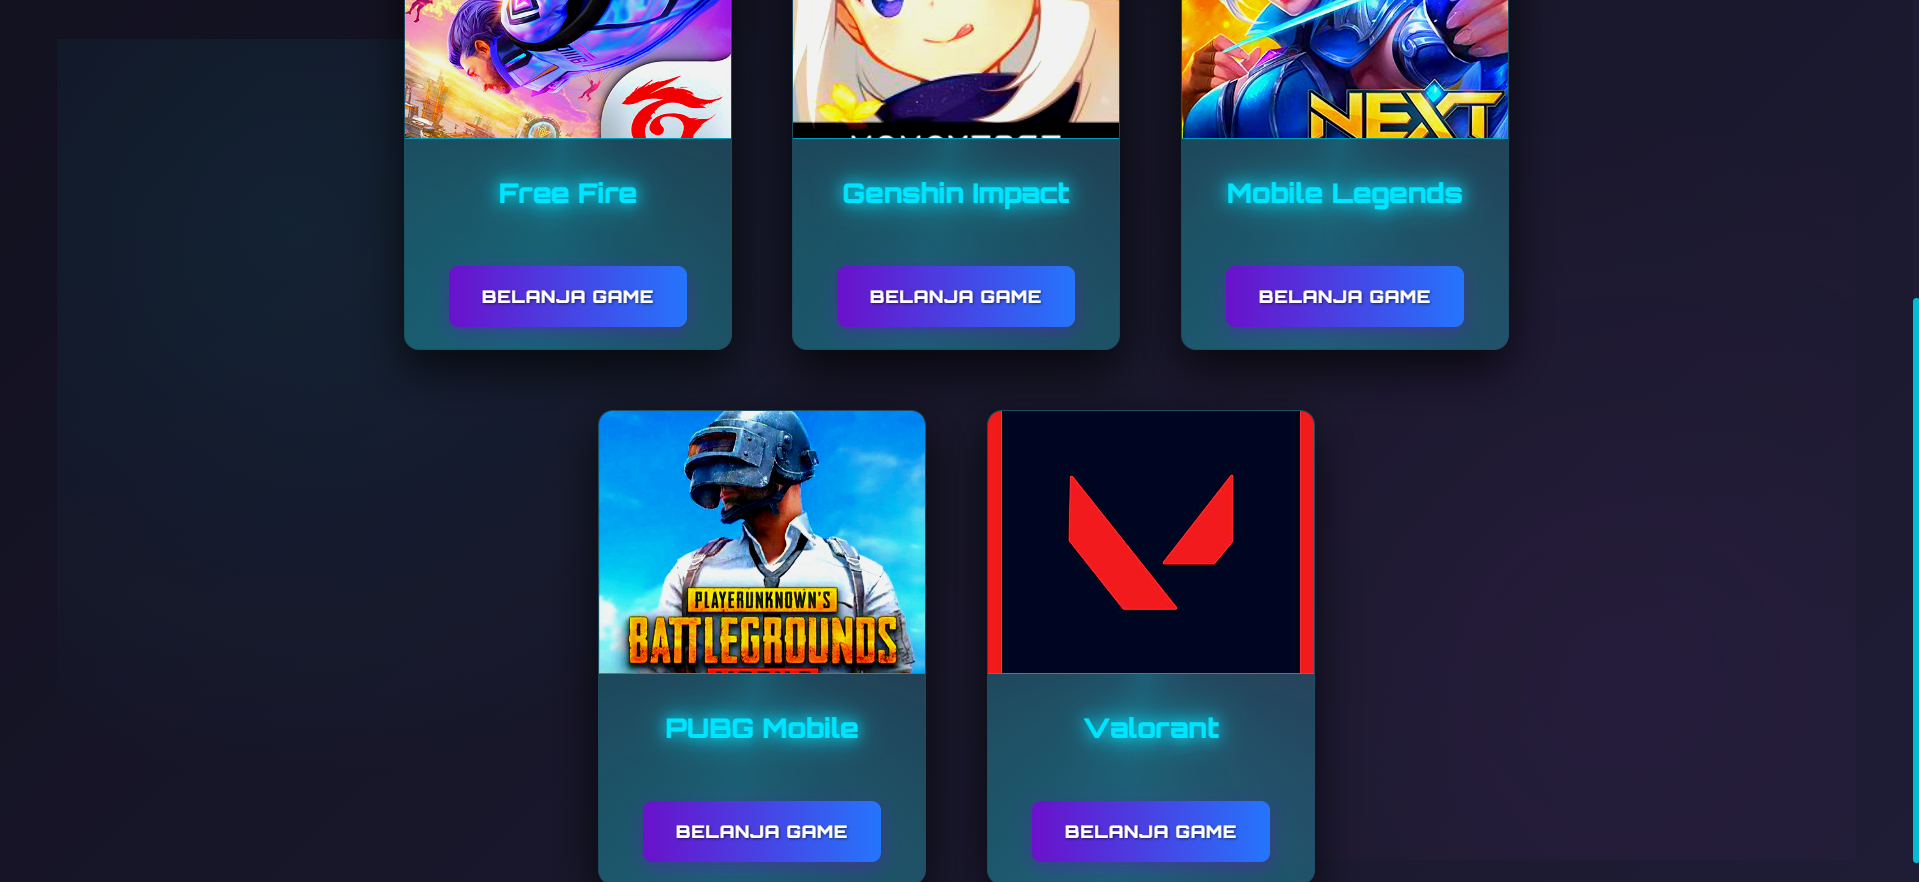 NEXT
Free Fire
Genshin Impact
Mobile Legends
BELANJA GAME
BELANJA GAME
BELANJA GAME
PLAYERUNKNOWN'S
BATTLEGROUNDS
PUBG Mobile
Valorant
BELANJA GAME
BELANJA GAME